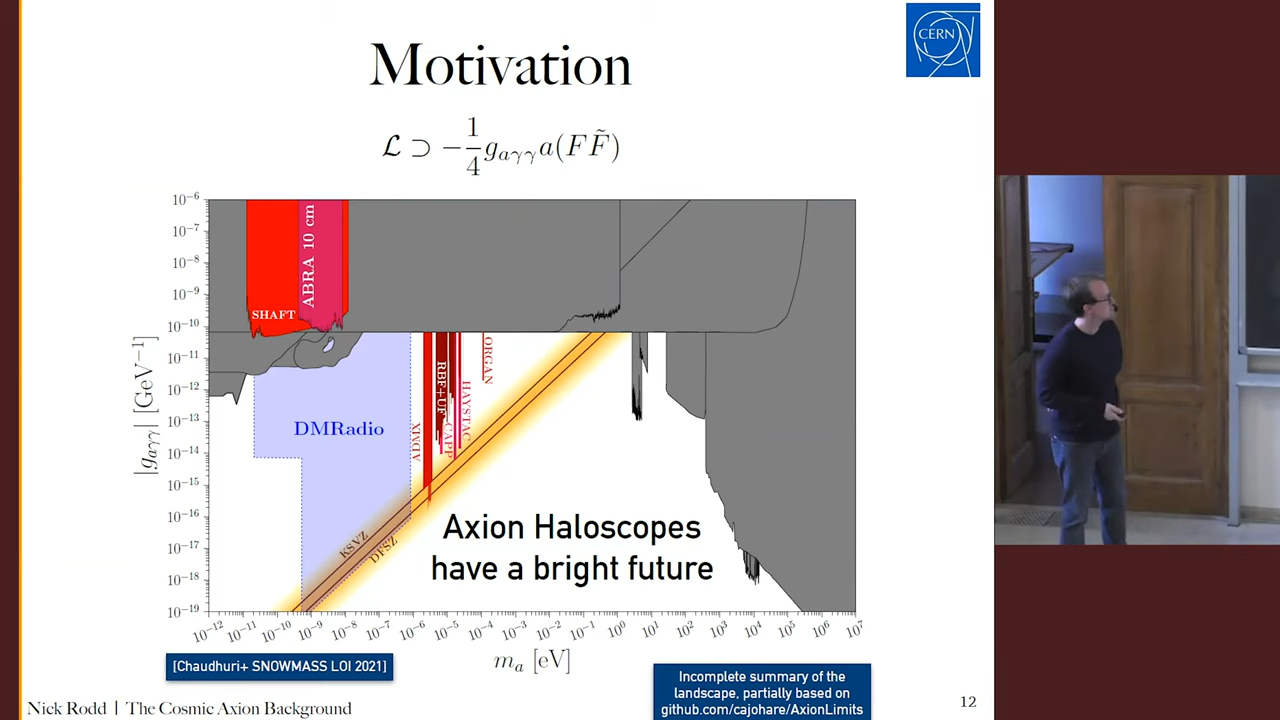 CERN
Motivation
ℒ ⊃ −1/4 g_{aγγ} a(FF̃)
|g_{aγγ}| [GeV⁻¹]
10⁻⁶
10⁻⁷
10⁻⁸
10⁻⁹
10⁻¹⁰
10⁻¹¹
10⁻¹²
10⁻¹³
10⁻¹⁴
10⁻¹⁵
10⁻¹⁶
10⁻¹⁷
10⁻¹⁸
10⁻¹⁹
SHAFT
ABRA 10 cm
DMRadio
ADMX
RBF+UF
CAPP
HAYSTAC
ORGAN
KSVZ
DFSZ
Axion Haloscopes
have a bright future
10⁻¹² 10⁻¹¹ 10⁻¹⁰ 10⁻⁹ 10⁻⁸ 10⁻⁷ 10⁻⁶ 10⁻⁵ 10⁻⁴ 10⁻³ 10⁻² 10⁻¹ 10⁰ 10¹ 10² 10³ 10⁴ 10⁵ 10⁶ 10⁷
m_a [eV]
[Chaudhuri+ SNOWMASS LOI 2021]
Incomplete summary of the
landscape, partially based on
github.com/cajohare/AxionLimits
Nick Rodd | The Cosmic Axion Background
12